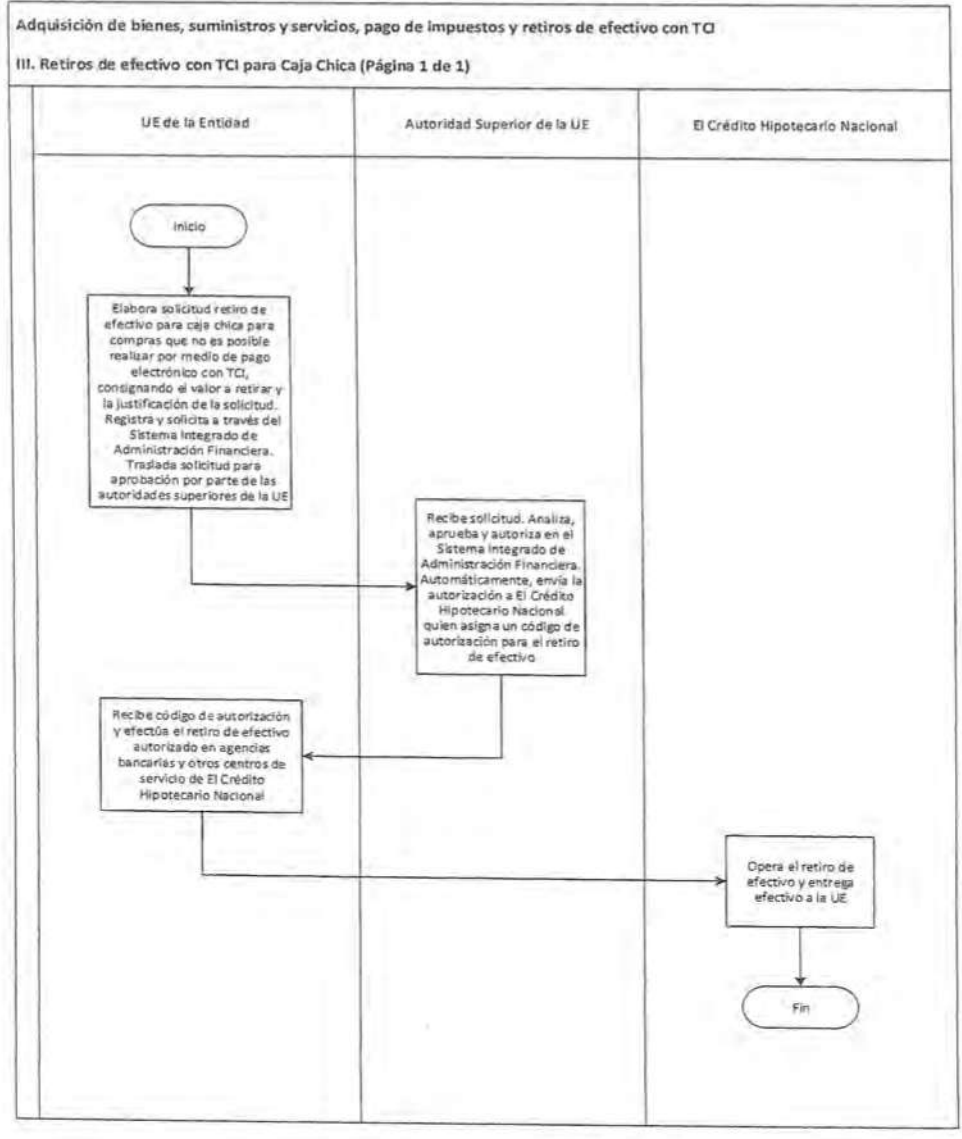 Adquisición de bienes, suministros y servicios, pago de impuestos y retiros de efectivo con TCI
III. Retiros de efectivo con TCI para Caja Chica (Página 1 de 1)
UE de la Entidad
Autoridad Superior de la UE
El Crédito Hipotecario Nacional
Inicio
Elabora solicitud retiro de
efectivo para caja chica para
compras que no es posible
realizar por medio de pago
electrónico con TCI,
consignando el valor a retirar y
la justificación de la solicitud.
Registra y solicita a través del
Sistema Integrado de
Administración Financiera.
Traslada solicitud para
aprobación por parte de las
autoridades superiores de la UE
Recibe solicitud. Analiza,
aprueba y autoriza en el
Sistema Integrado de
Administración Financiera.
Automáticamente, envía la
autorización a El Crédito
Hipotecario Nacional
quien asigna un código de
autorización para el retiro
de efectivo
Recibe código de autorización
y efectúa el retiro de efectivo
autorizado en agencias
bancarias y otros centros de
servicio de El Crédito
Hipotecario Nacional
Opera el retiro de
efectivo y entrega
efectivo a la UE
Fin